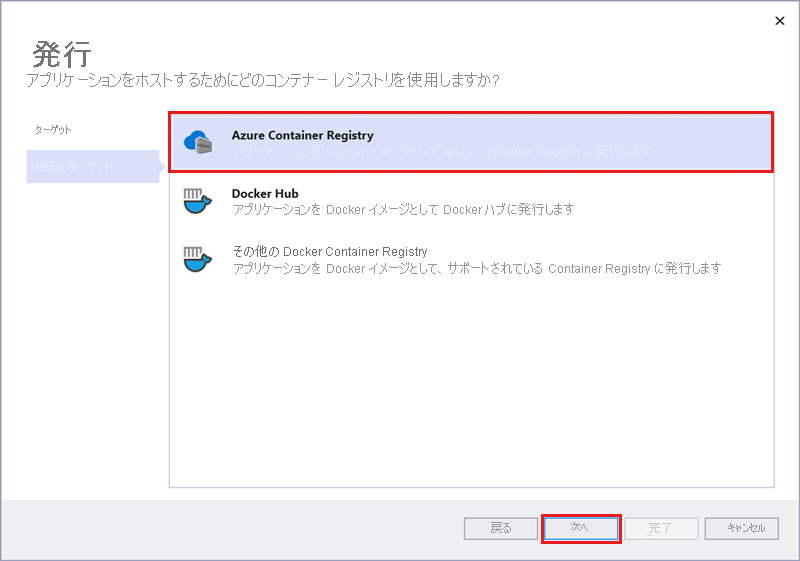 発行
アプリケーションをホストするためにどのコンテナー レジストリを使用しますか?
ターゲット
特定のターゲット
Azure Container Registry
アプリケーションを Docker イメージとして Azure Container Registry に発行します
Docker Hub
アプリケーションを Docker イメージとして Docker ハブに発行します
その他の Docker Container Registry
アプリケーションを Docker イメージとして、サポートされている Container Registry に発行します
戻る
次へ
完了
キャンセル